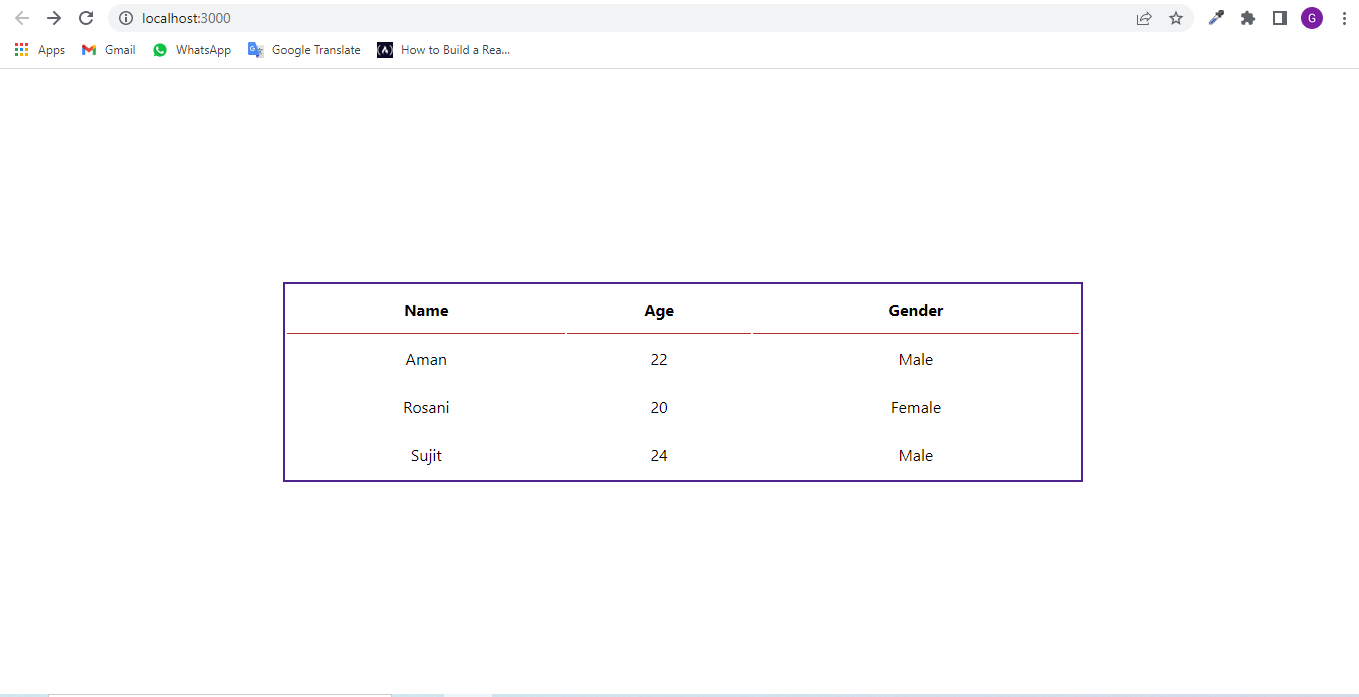 localhost:3000
G
Apps Gmail WhatsApp Google Translate How to Build a Rea...
Name Age Gender
Aman 22 Male
Rosani 20 Female
Sujit 24 Male